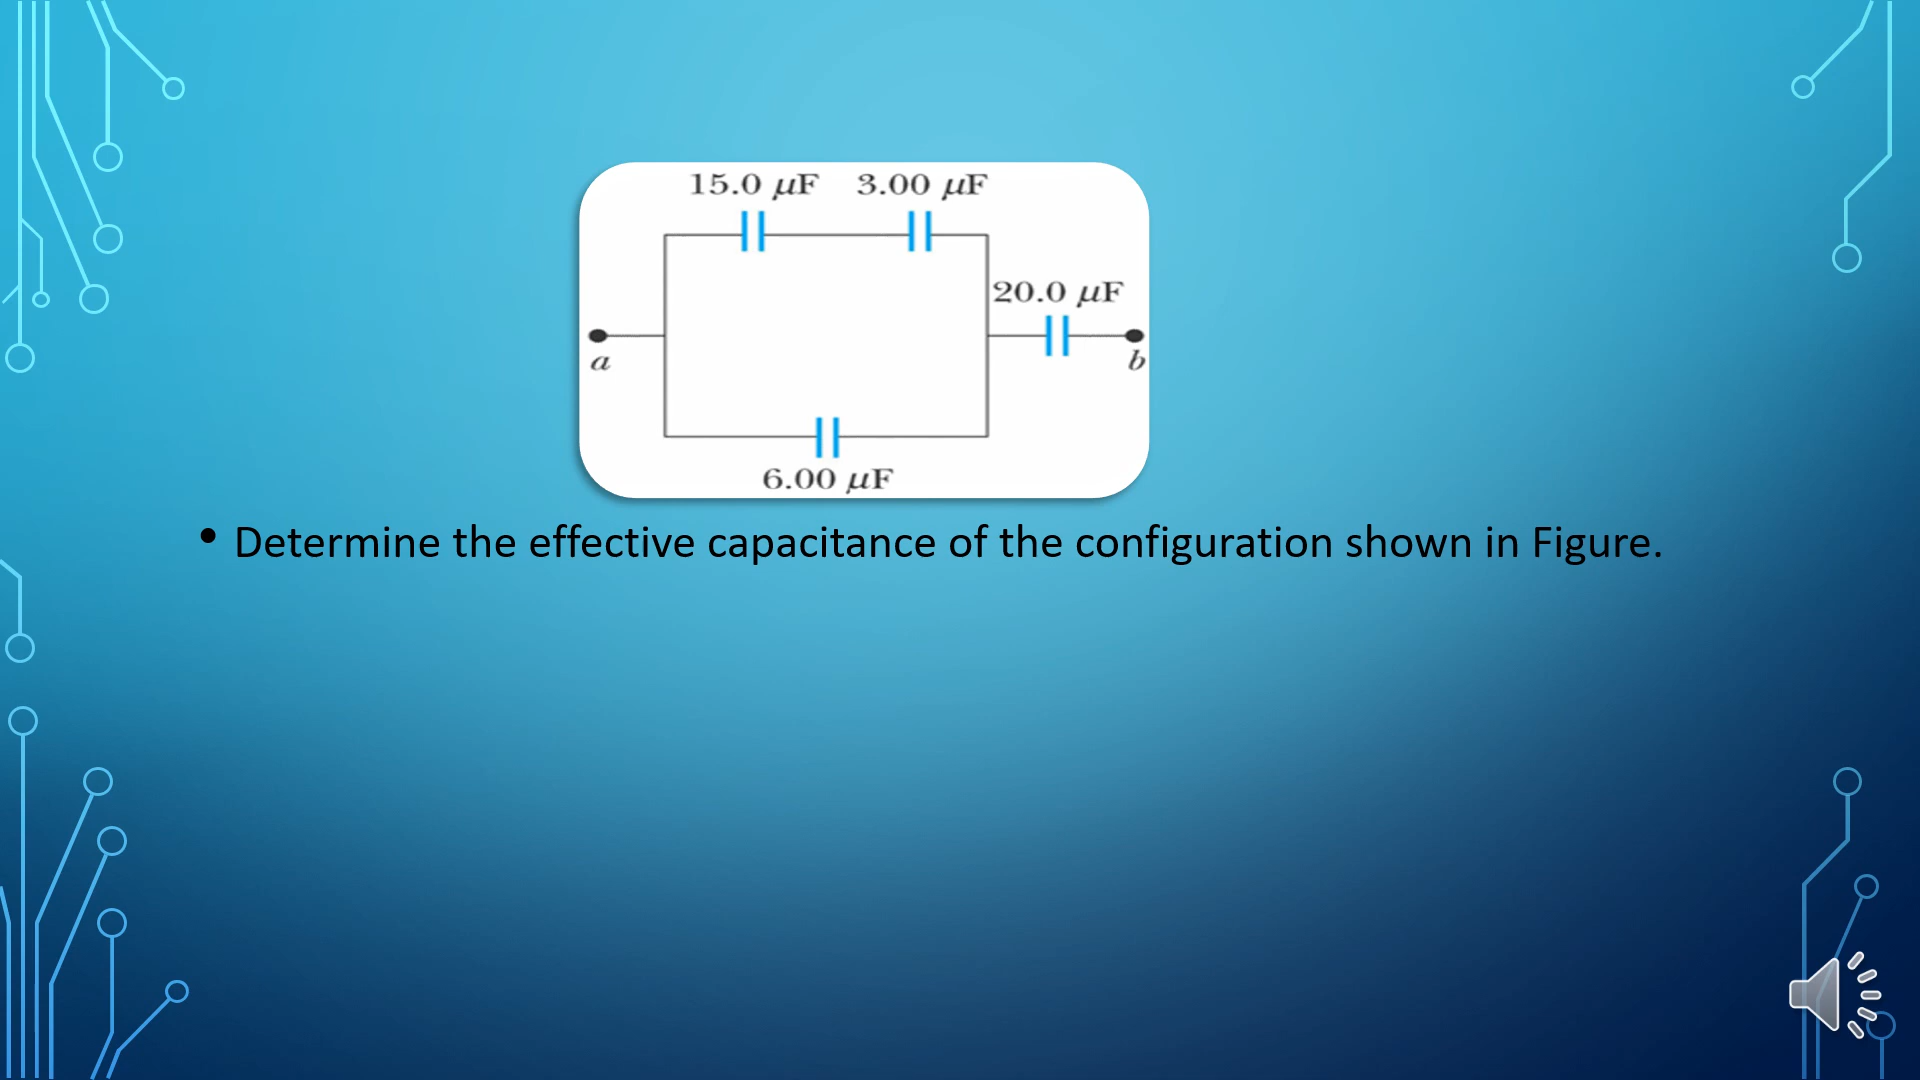 15.0 μF 3.00 μF
20.0 μF
a b
6.00 μF
• Determine the effective capacitance of the configuration shown in Figure.